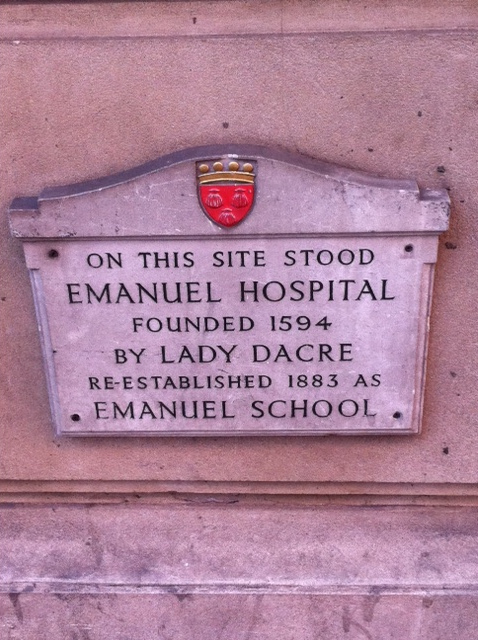 ON THIS SITE STOOD
EMANUEL HOSPITAL
FOUNDED 1594
BY LADY DACRE
RE-ESTABLISHED 1883 AS
EMANUEL SCHOOL